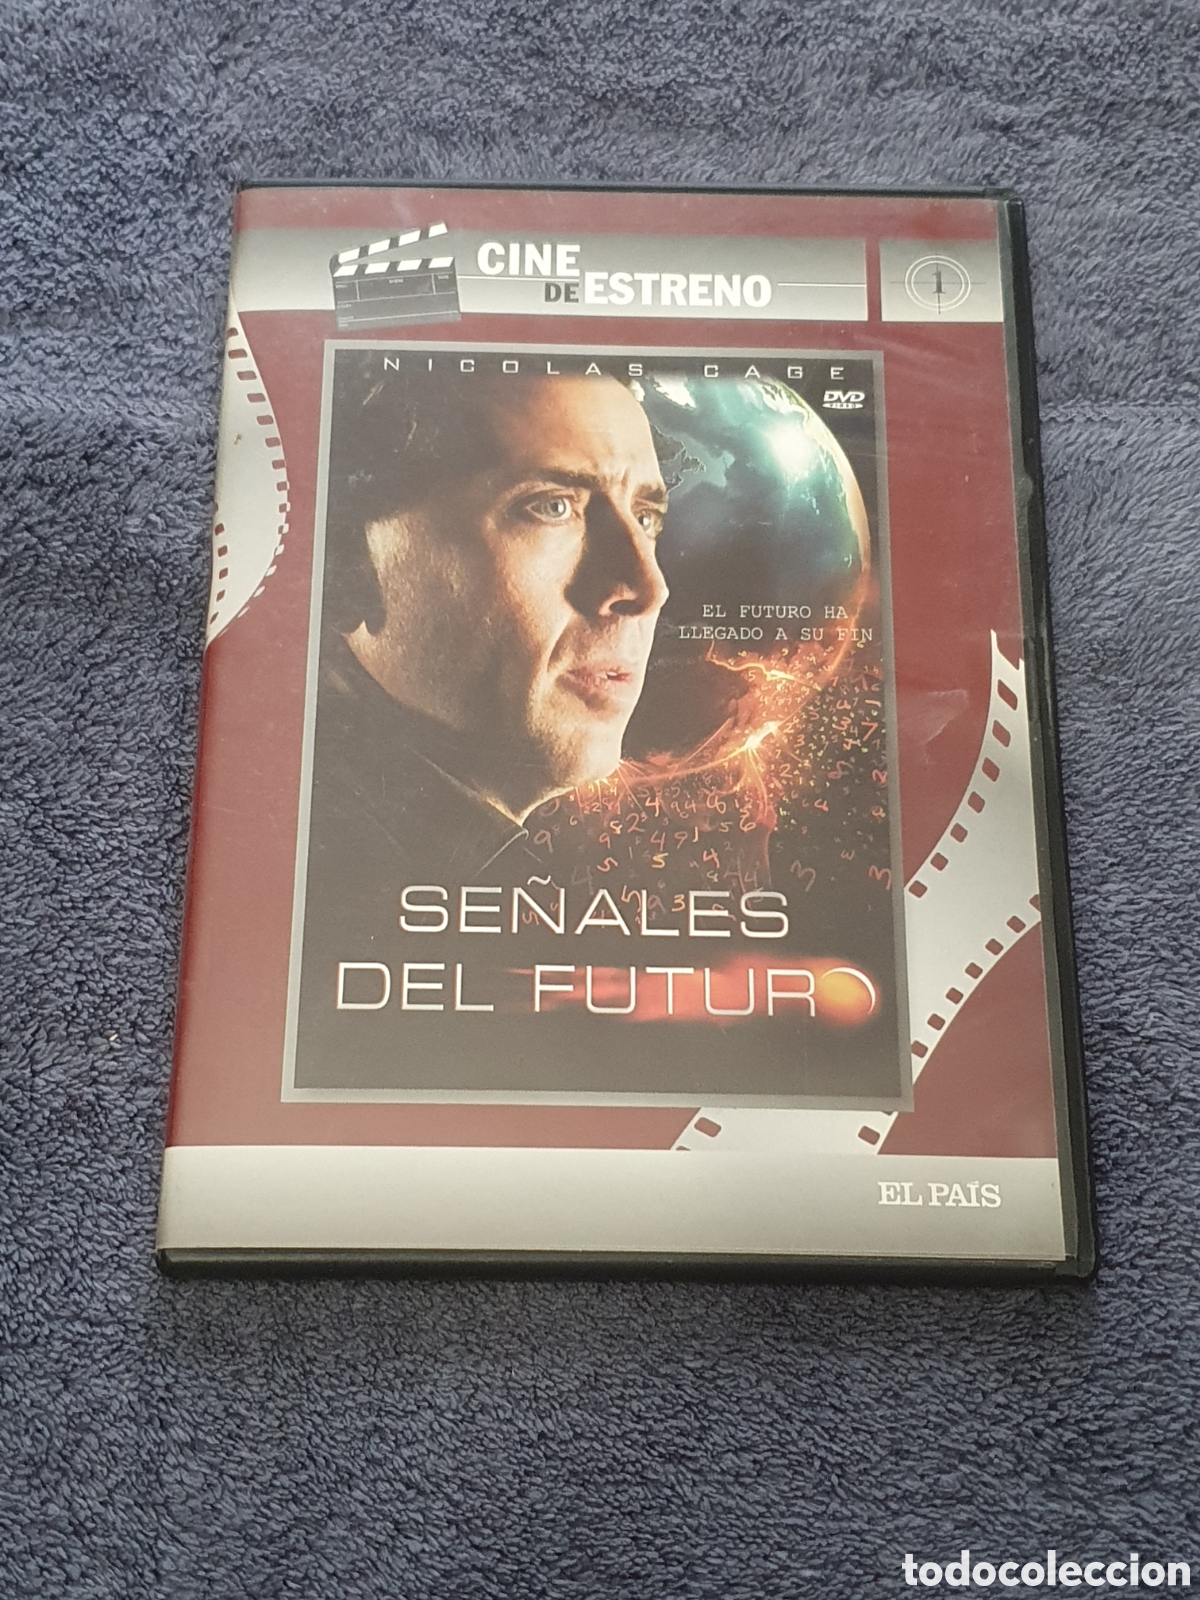 CINE
DE ESTRENO
1
NICOLAS CAGE
DVD
VIDEO
EL FUTURO HA
LLEGADO A SU FIN
SEÑALES
DEL FUTURO
EL PAÍS
todocoleccion